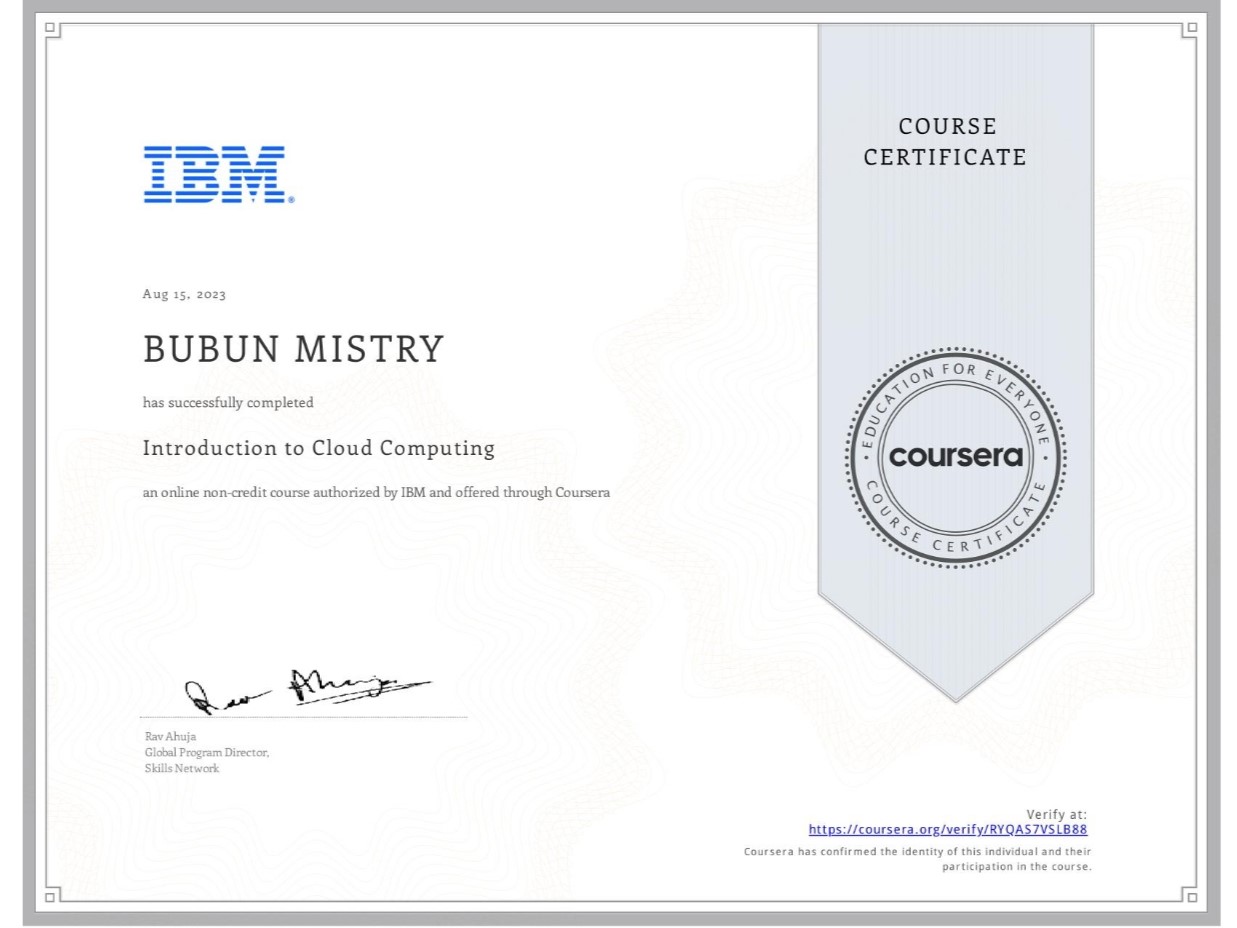 COURSE
CERTIFICATE
IBM®
Aug 15, 2023
BUBUN MISTRY
has successfully completed
Introduction to Cloud Computing
an online non-credit course authorized by IBM and offered through Coursera
EDUCATION FOR EVERYONE
coursera
COURSE CERTIFICATE
Rav Ahuja
Rav Ahuja
Global Program Director,
Skills Network
Verify at:
https://coursera.org/verify/RYQAS7VSLB88
Coursera has confirmed the identity of this individual and their
participation in the course.